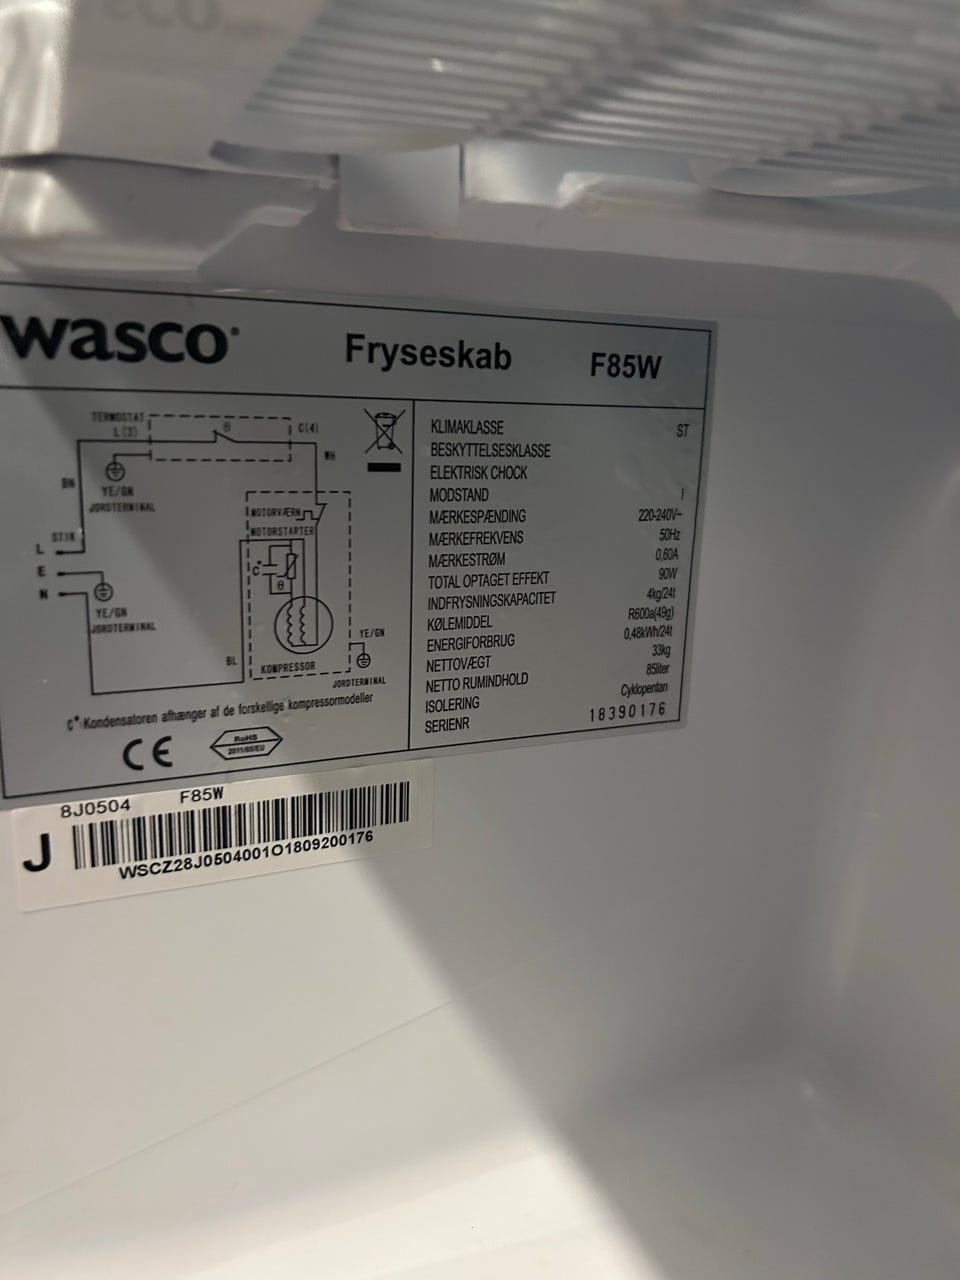 wasco®
Fryseskab
F85W
TERMOSTAT
L(3)
θ
C(4)
BN
WH
YE/GN
JORDTERMINAL
MOTORVÆRN
MOTORSTARTER
STIK
L
E
N
C*
θ
YE/GN
JORDTERMINAL
BL
KOMPRESSOR
YE/GN
JORDTERMINAL
C*:Kondensatoren afhænger af de forskellige kompressormodeller
CE
RoHS
2011/65/EU
KLIMAKLASSE ST
BESKYTTELSESKLASSE
ELEKTRISK CHOCK
MODSTAND I
MÆRKESPÆNDING 220-240V~
MÆRKEFREKVENS 50Hz
MÆRKESTRØM 0,60A
TOTAL OPTAGET EFFEKT 90W
INDFRYSNINGSKAPACITET 4kg/24t
KØLEMIDDEL R600a(49g)
ENERGIFORBRUG 0,48kWh/24t
NETTOVÆGT 33kg
NETTO RUMINDHOLD 85liter
ISOLERING Cyklopentan
SERIENR 18390176
8J0504 F85W
J
WSCZ28J0504001O1809200176